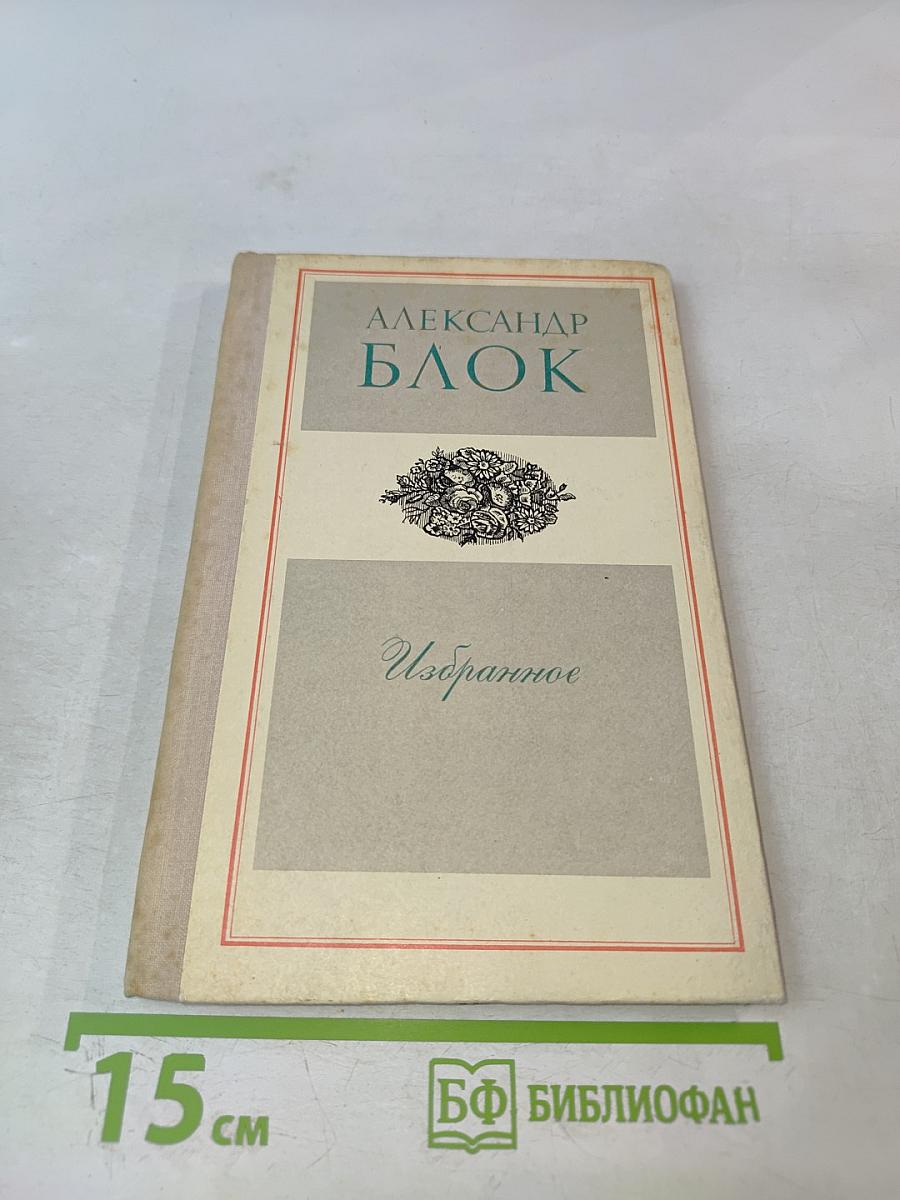 АЛЕКСАНДР
БЛОК
Избранное
15 см
БФ БИБЛИОФАН